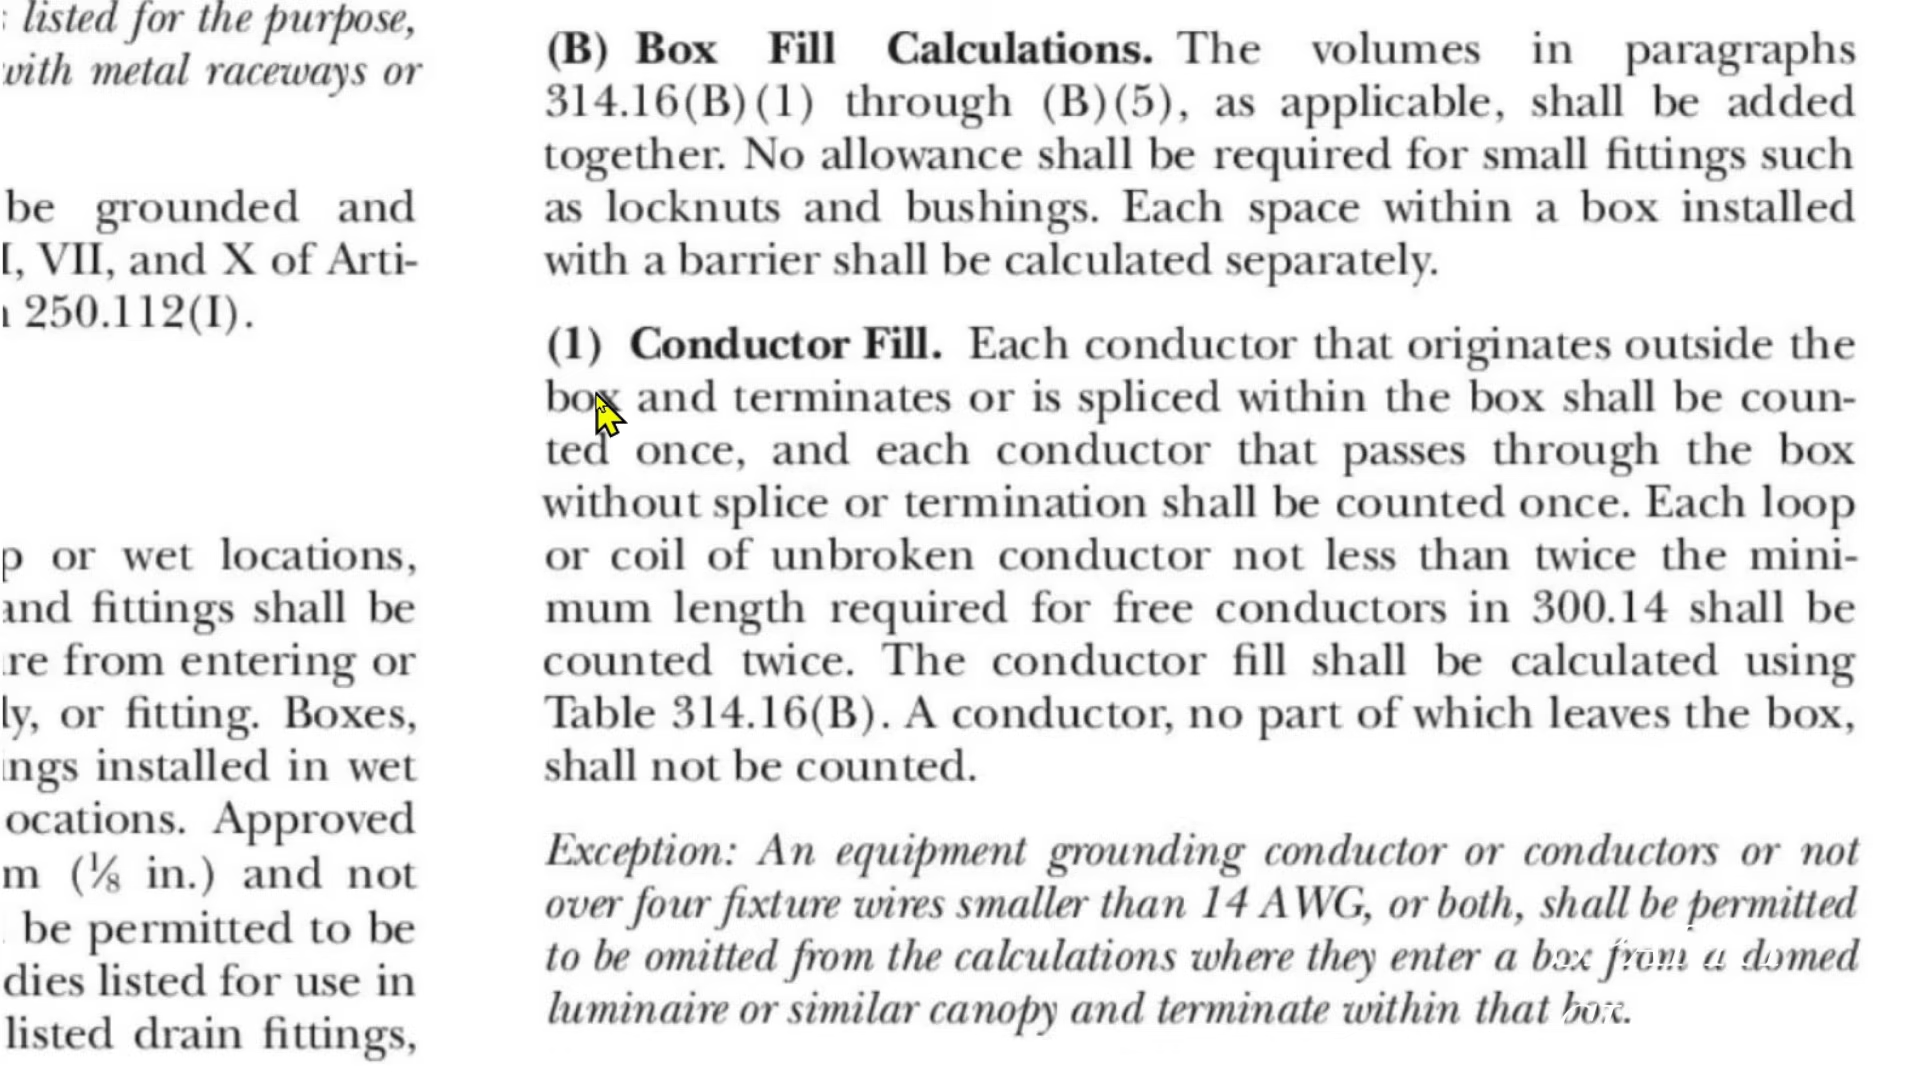 listed for the purpose,
with metal raceways or
be grounded and
I, VII, and X of Arti-
250.112(I).
or wet locations,
and fittings shall be
re from entering or
ly, or fitting. Boxes,
ings installed in wet
ocations. Approved
m (⅛ in.) and not
be permitted to be
dies listed for use in
listed drain fittings,
(B) Box Fill Calculations. The volumes in paragraphs
314.16(B)(1) through (B)(5), as applicable, shall be added
together. No allowance shall be required for small fittings such
as locknuts and bushings. Each space within a box installed
with a barrier shall be calculated separately.
(1) Conductor Fill. Each conductor that originates outside the
box and terminates or is spliced within the box shall be coun-
ted once, and each conductor that passes through the box
without splice or termination shall be counted once. Each loop
or coil of unbroken conductor not less than twice the mini-
mum length required for free conductors in 300.14 shall be
counted twice. The conductor fill shall be calculated using
Table 314.16(B). A conductor, no part of which leaves the box,
shall not be counted.
Exception: An equipment grounding conductor or conductors or not
over four fixture wires smaller than 14 AWG, or both, shall be permitted
to be omitted from the calculations where they enter a box from a domed
luminaire or similar canopy and terminate within that box.